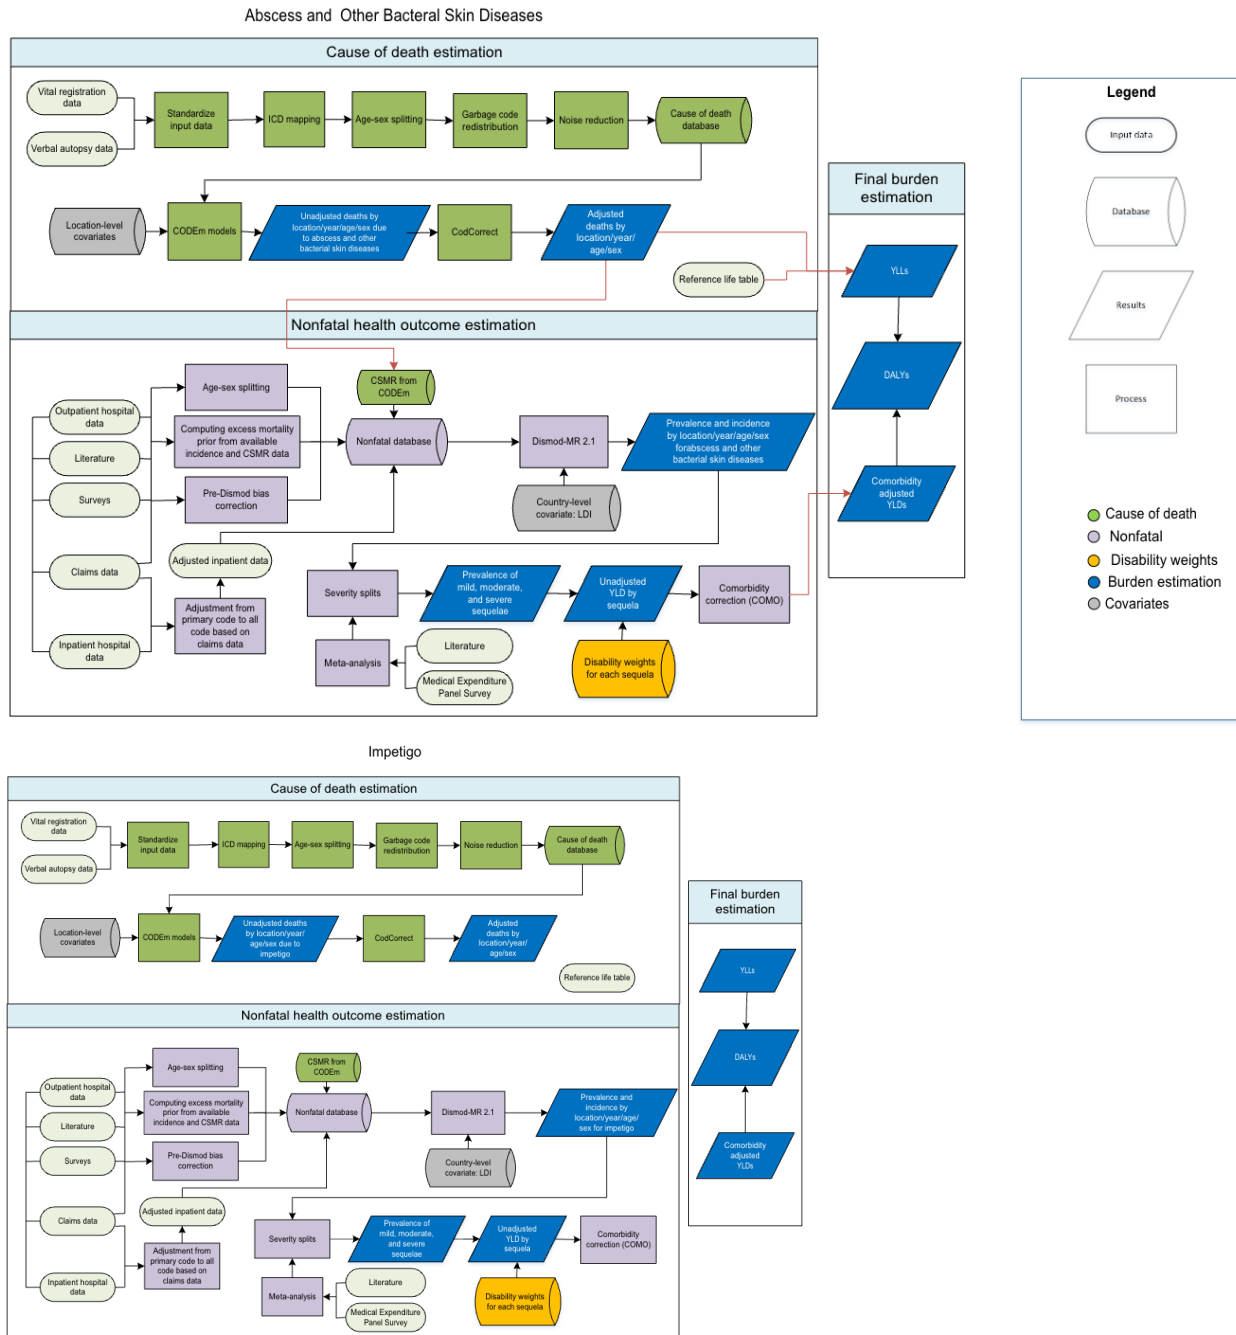 Abscess and Other Bacteral Skin Diseases
Cause of death estimation
Vital registration
data
Verbal autopsy data
Standardize
input data
ICD mapping
Age-sex splitting
Garbage code
redistribution
Noise reduction
Cause of death
database
Location-level
covariates
CODEm models
Unadjusted deaths by
location/year/age/sex due
to abscess and other
bacterial skin diseases
CodCorrect
Adjusted
deaths by
location/year/
age/sex
Reference life table
Final burden
estimation
YLLs
DALYs
Comorbidity
adjusted
YLDs
Legend
Input data
Database
Results
Process
Cause of death
Nonfatal
Disability weights
Burden estimation
Covariates
Nonfatal health outcome estimation
Outpatient hospital
data
Literature
Surveys
Claims data
Inpatient hospital
data
Age-sex splitting
Computing excess mortality
prior from available
incidence and CSMR data
Pre-Dismod bias
correction
Adjusted inpatient data
Adjustment from
primary code to all
code based on
claims data
CSMR from
CODEm
Nonfatal database
Dismod-MR 2.1
Country-level
covariate: LDI
Prevalence and incidence
by location/year/age/sex
forabscess and other
bacterial skin diseases
Severity splits
Prevalence of
mild, moderate,
and severe
sequelae
Unadjusted
YLD by
sequela
Comorbidity
correction (COMO)
Meta-analysis
Literature
Medical Expenditure
Panel Survey
Disability weights
for each sequela
Impetigo
Cause of death estimation
Vital registration
data
Verbal autopsy data
Standardize
input data
ICD mapping
Age-sex splitting
Garbage code
redistribution
Noise reduction
Cause of death
database
Location-level
covariates
CODEm models
Unadjusted deaths
by location/year/
age/sex due to
impetigo
CodCorrect
Adjusted
deaths by
location/year/
age/sex
Reference life table
Final burden
estimation
YLLs
DALYs
Comorbidity
adjusted
YLDs
Nonfatal health outcome estimation
Outpatient hospital
data
Literature
Surveys
Claims data
Inpatient hospital
data
Age-sex splitting
Computing excess mortality
prior from available
incidence and CSMR data
Pre-Dismod bias
correction
Adjusted inpatient data
Adjustment from
primary code to all
code based on
claims data
CSMR from
CODEm
Nonfatal database
Dismod-MR 2.1
Country-level
covariate: LDI
Prevalence and
incidence by
location/year/age/
sex for impetigo
Severity splits
Prevalence of
mild, moderate,
and severe
sequelae
Unadjusted
YLD by
sequela
Comorbidity
correction (COMO)
Meta-analysis
Literature
Medical Expenditure
Panel Survey
Disability weights
for each sequela